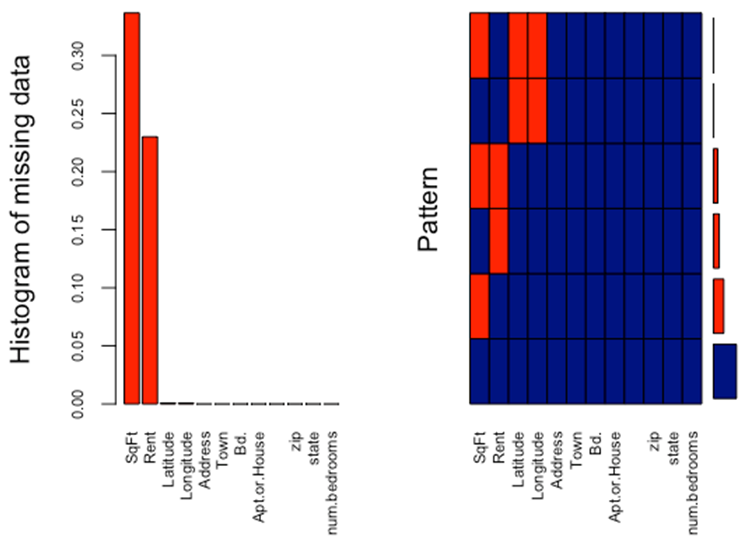 Histogram of missing data
0.30
0.25
0.20
0.15
0.10
0.05
0.00
SqFt
Rent
Latitude
Longitude
Address
Town
Bd.
Apt.or.House
zip
state
num.bedrooms
Pattern
SqFt
Rent
Latitude
Longitude
Address
Town
Bd.
Apt.or.House
zip
state
num.bedrooms